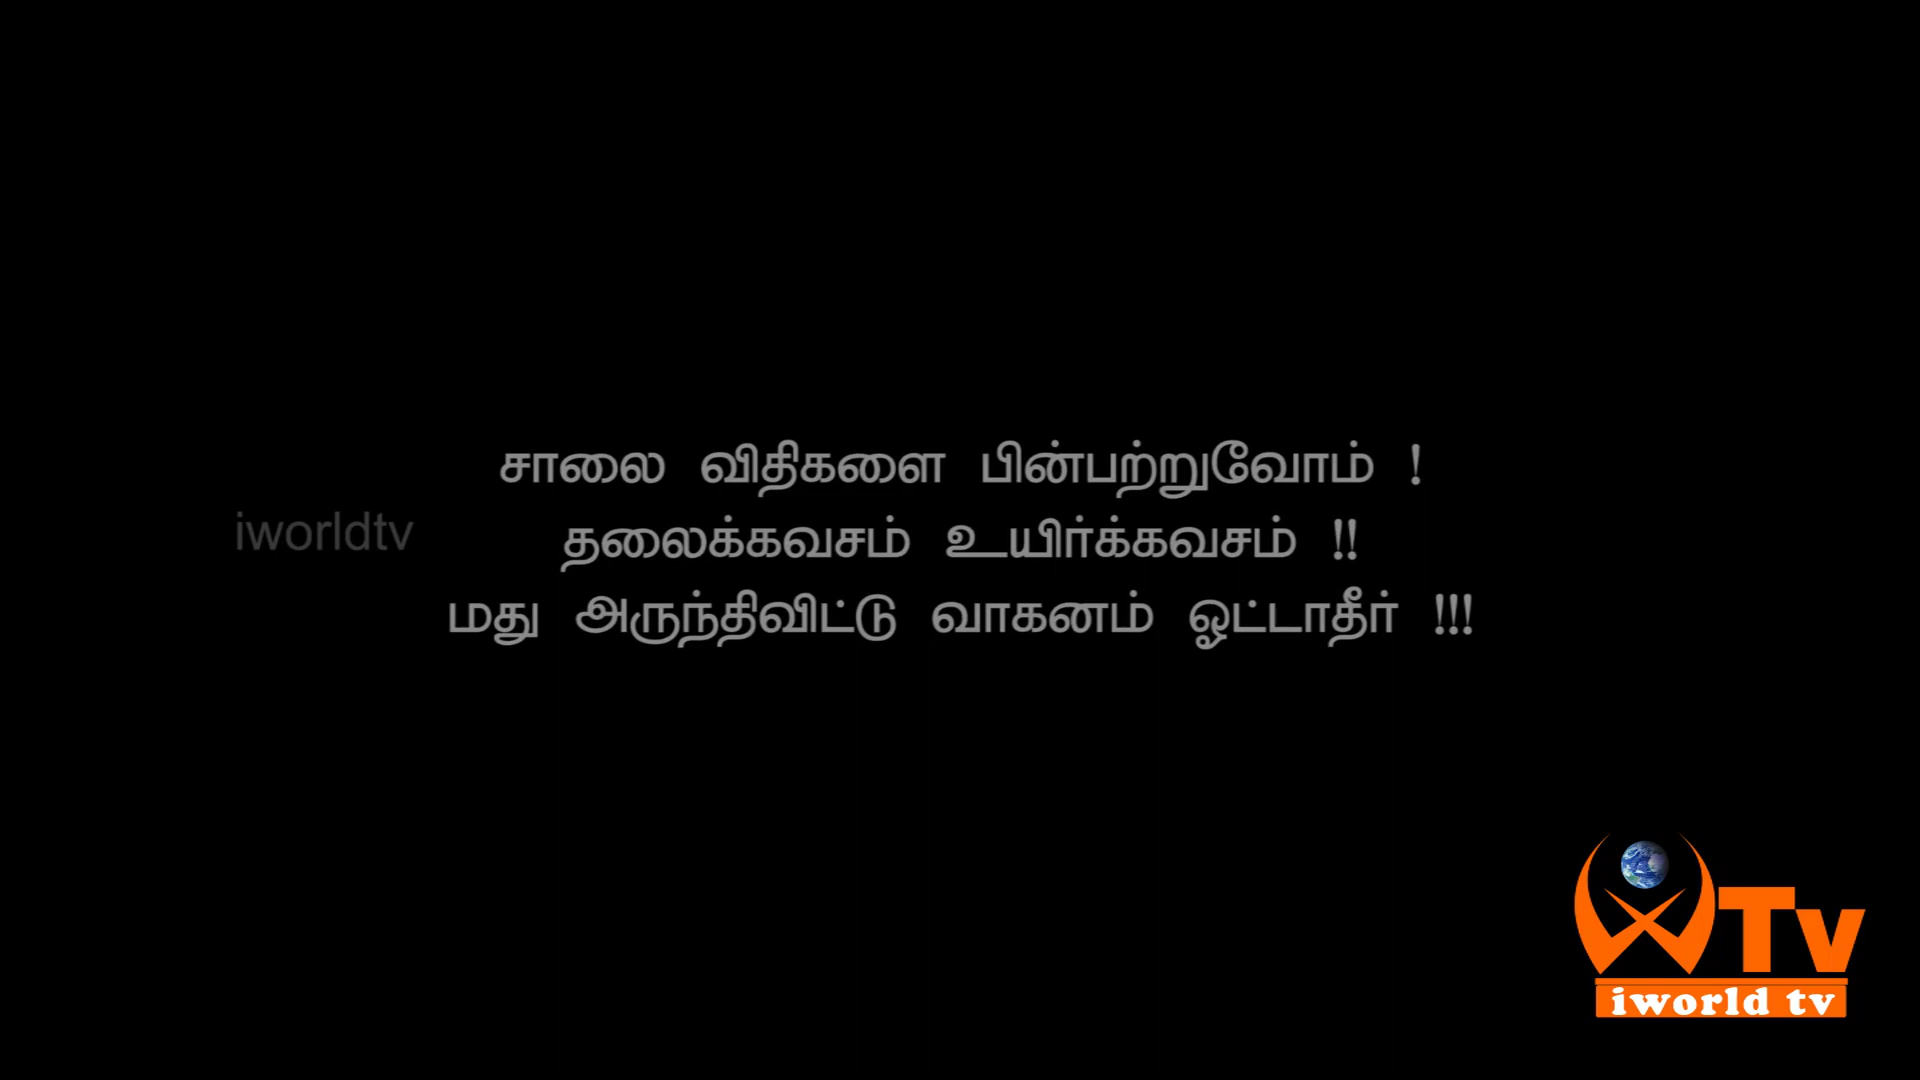 சாலை விதிகளை பின்பற்றுவோம் !
iworldtv
தலைக்கவசம் உயிர்க்கவசம் !!
மது அருந்திவிட்டு வாகனம் ஓட்டாதீர் !!!
Tv
iworld tv